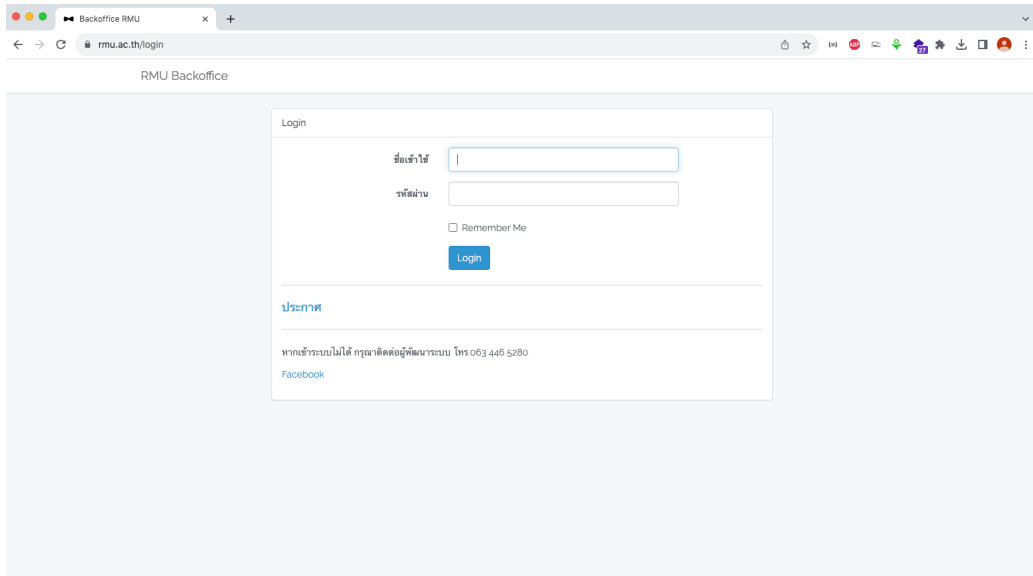 Backoffice RMU
rmu.ac.th/login
ABP
27
RMU Backoffice
Login
ชื่อเข้าใช้
รหัสผ่าน
Remember Me
Login
ประกาศ
หากเข้าระบบไม่ได้ กรุณาติดต่อผู้พัฒนาระบบ โทร.063 446 5280
Facebook